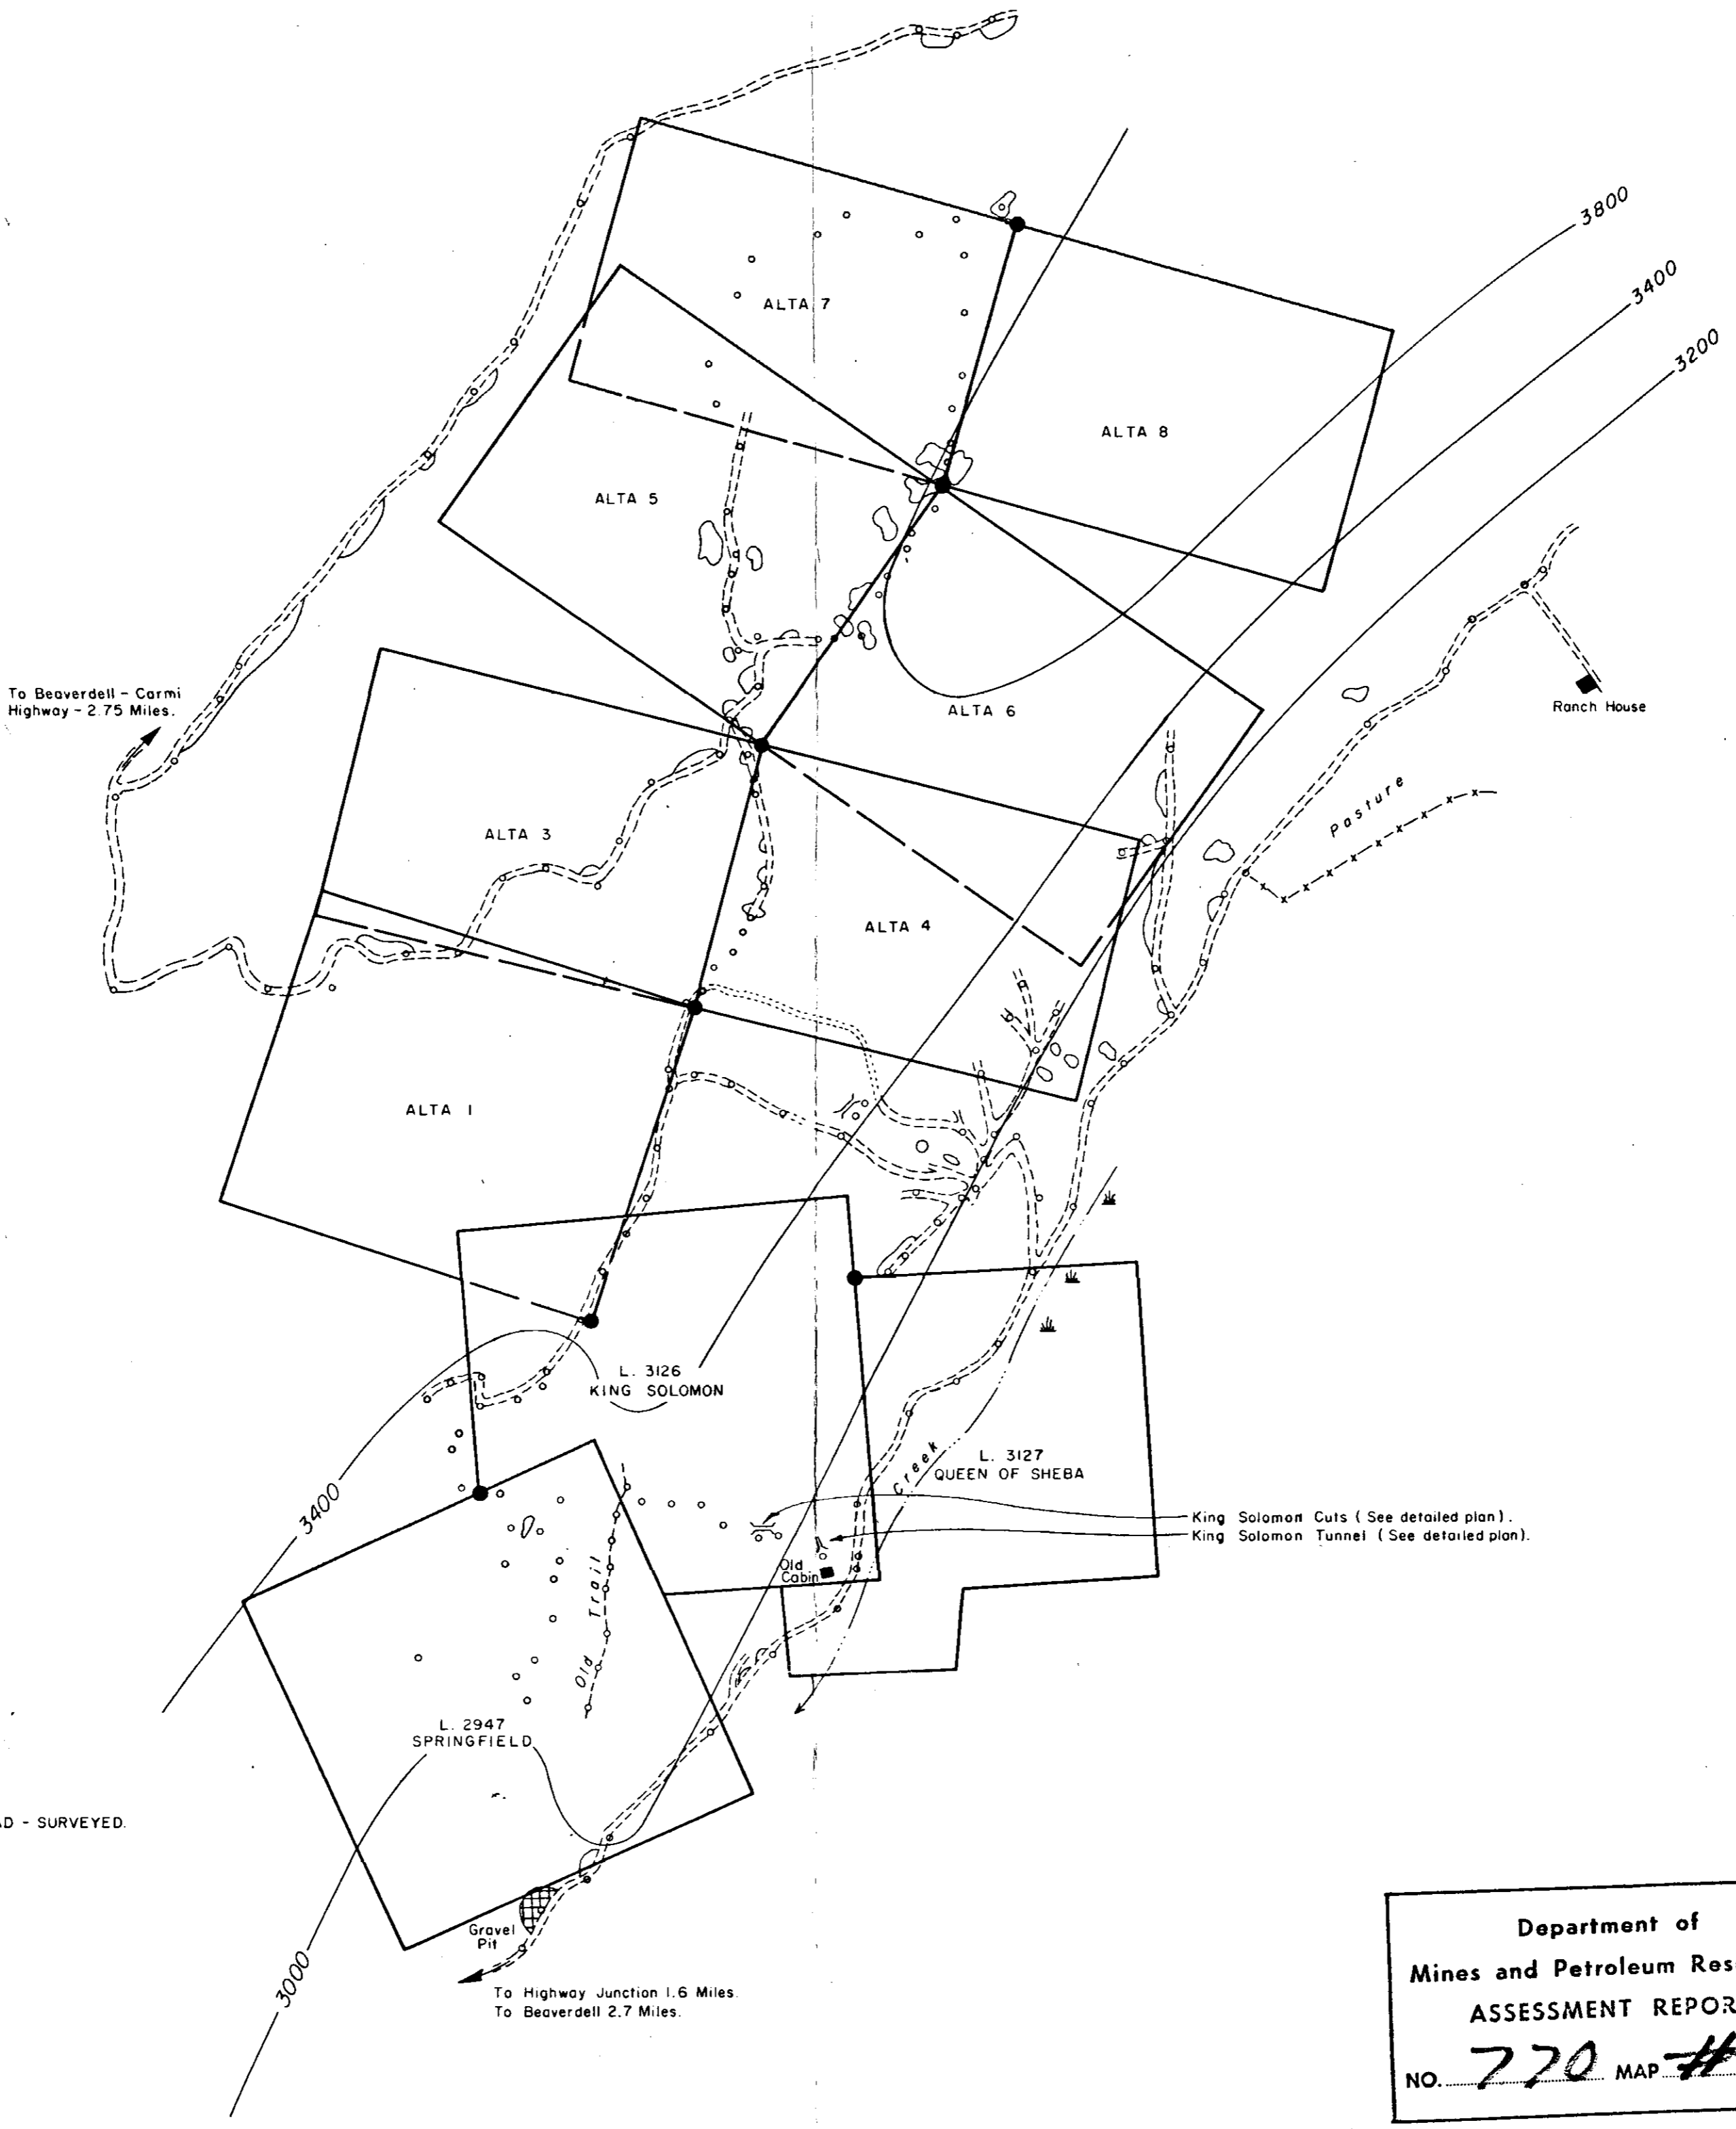 3800
3400
3200
ALTA 7
ALTA 8
ALTA 5
To Beaverdell - Carmi
Highway - 2.75 Miles.
ALTA 6
Ranch House
Pasture
ALTA 3
ALTA 4
ALTA 1
L. 3126
KING SOLOMON
L. 3127
QUEEN OF SHEBA
Creek
3400
King Solomon Cuts ( See detailed plan ).
King Solomon Tunnel ( See detailed plan).
Old
Cabin
Old Trail
L. 2947
SPRINGFIELD
D - SURVEYED.
Gravel
Pit
3000
To Highway Junction 1.6 Miles.
To Beaverdell 2.7 Miles.
Department of
Mines and Petroleum Res
ASSESSMENT REPOR
NO. 770 MAP #